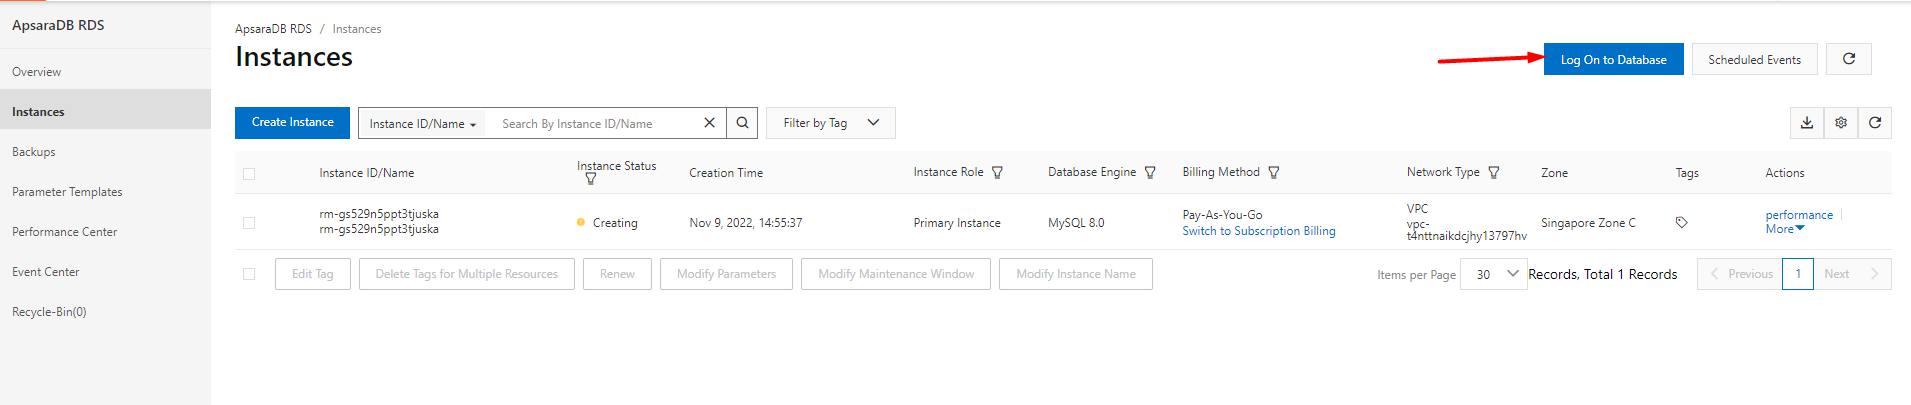 ApsaraDB RDS
Overview
Instances
Backups
Parameter Templates
Performance Center
Event Center
Recycle-Bin(0)
ApsaraDB RDS / Instances
Instances
Log On to Database
Scheduled Events
Create Instance
Instance ID/Name
Search By Instance ID/Name
Filter by Tag
Instance ID/Name
Instance Status
Creation Time
Instance Role
Database Engine
Billing Method
Network Type
Zone
Tags
Actions
rm-gs529n5ppt3tjuska
rm-gs529n5ppt3tjuska
Creating
Nov 9, 2022, 14:55:37
Primary Instance
MySQL 8.0
Pay-As-You-Go
Switch to Subscription Billing
VPC
vpc-
t4nttnaikdcjhy13797hv
Singapore Zone C
performance
More
Edit Tag
Delete Tags for Multiple Resources
Renew
Modify Parameters
Modify Maintenance Window
Modify Instance Name
Items per Page
30
Records, Total 1 Records
Previous
1
Next